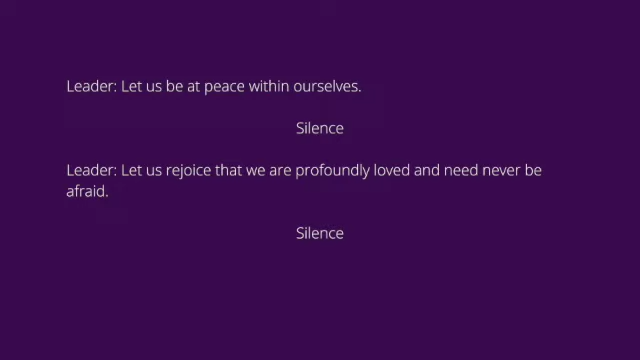 Leader: Let us be at peace within ourselves.
Silence
Leader: Let us rejoice that we are profoundly loved and need never be
afraid.
Silence